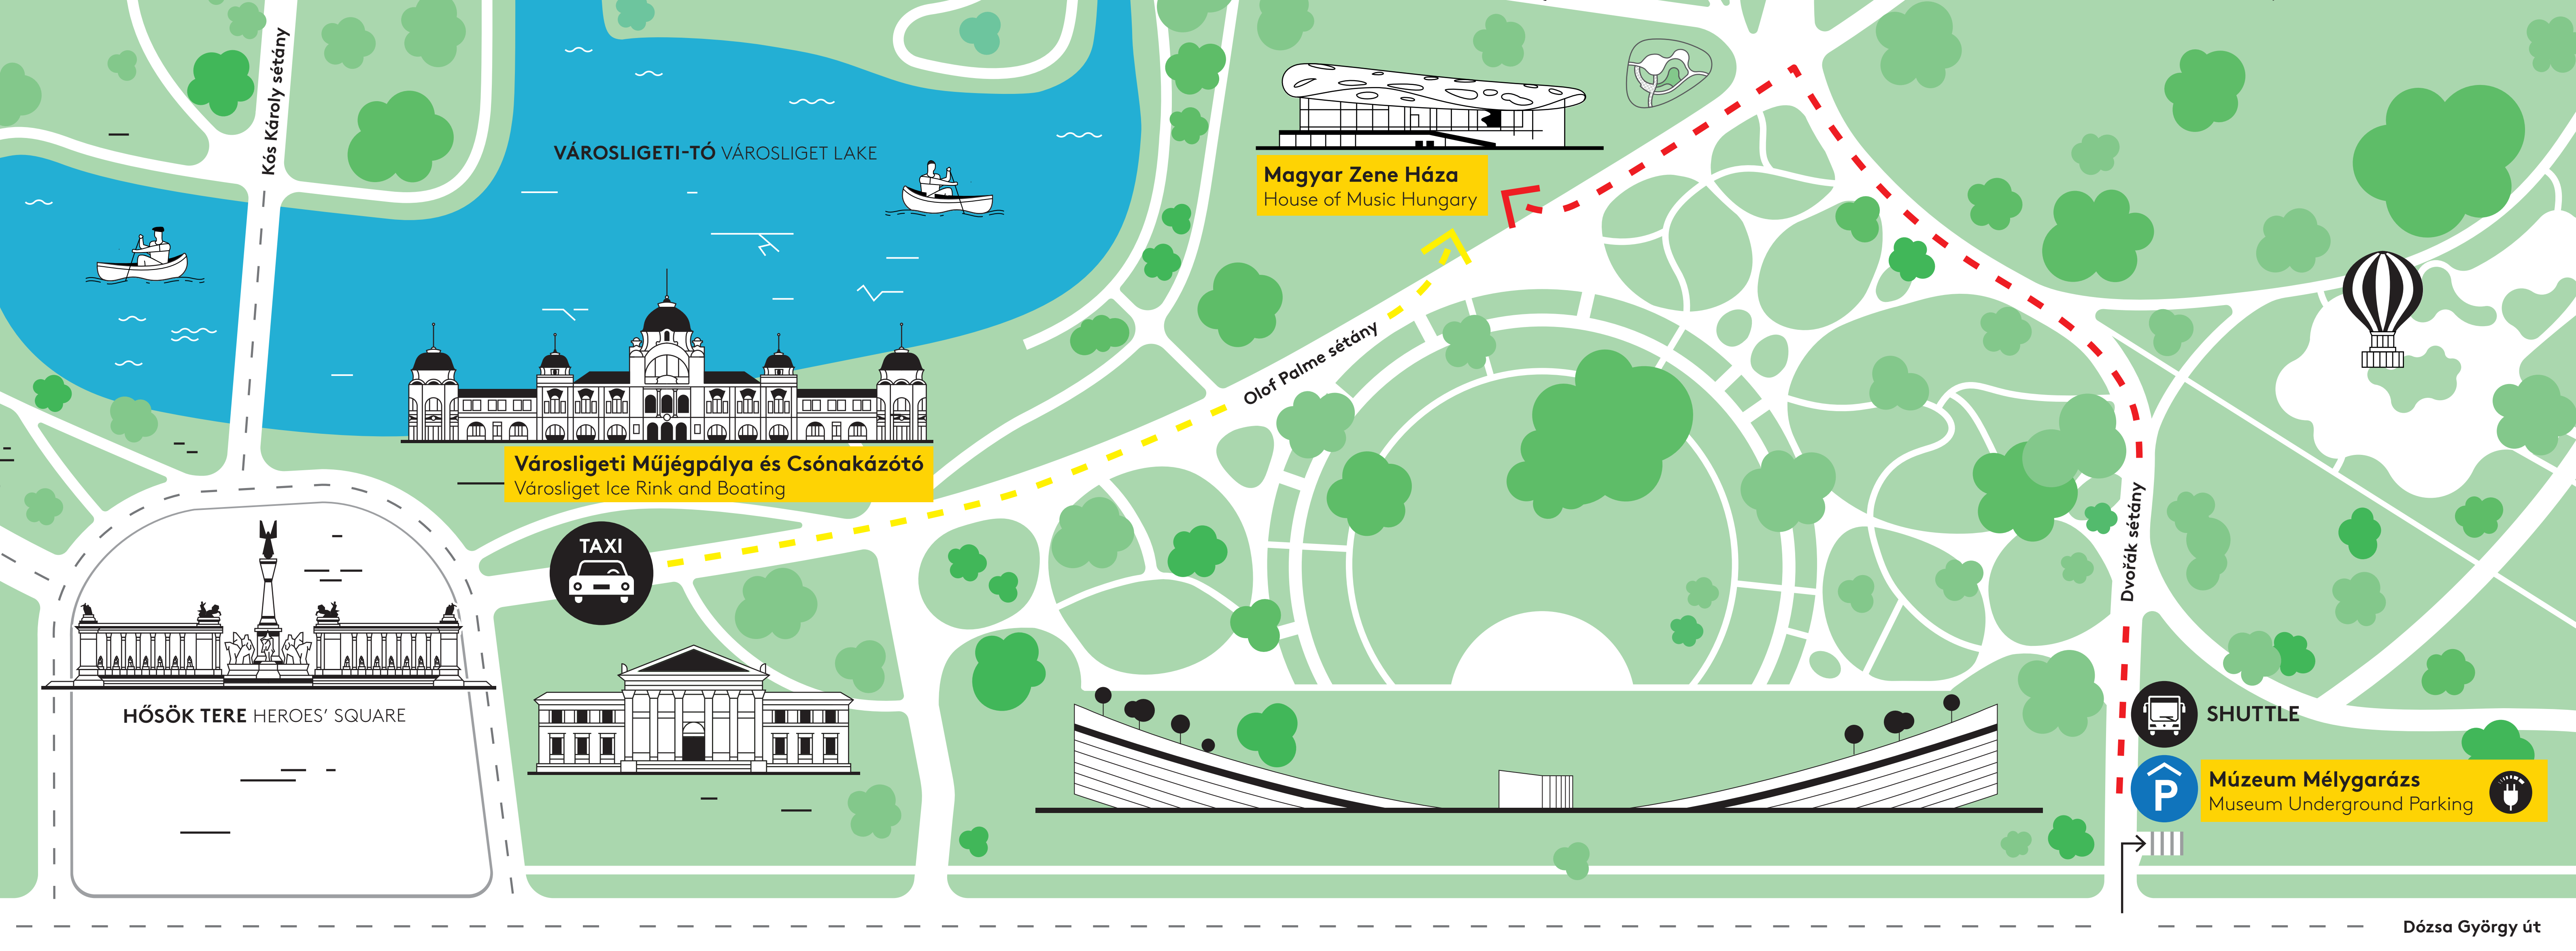 Kós Károly sétány
VÁROSLIGETI-TÓ VÁROSLIGET LAKE
Magyar Zene Háza
House of Music Hungary
Olof Palme sétány
Városligeti Műjégpálya és Csónakázótó
Városliget Ice Rink and Boating
TAXI
HŐSÖK TERE HEROES’ SQUARE
Dvořák sétány
SHUTTLE
P
Múzeum Mélygarázs
Museum Underground Parking
Dózsa György út